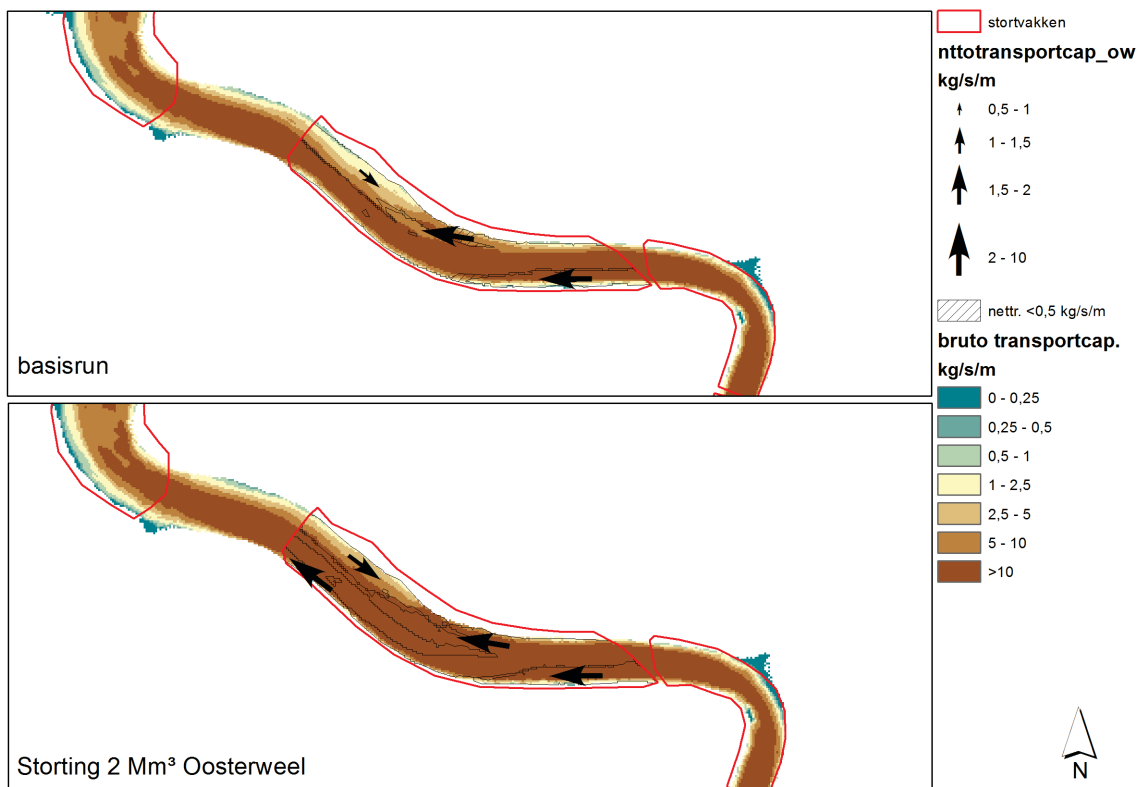 basisrun
Storting 2 Mm³ Oosterweel
stortvakken
nttotransportcap_ow
kg/s/m
0,5 - 1
1 - 1,5
1,5 - 2
2 - 10
nettr. <0,5 kg/s/m
bruto transportcap.
kg/s/m
0 - 0,25
0,25 - 0,5
0,5 - 1
1 - 2,5
2,5 - 5
5 - 10
>10
N